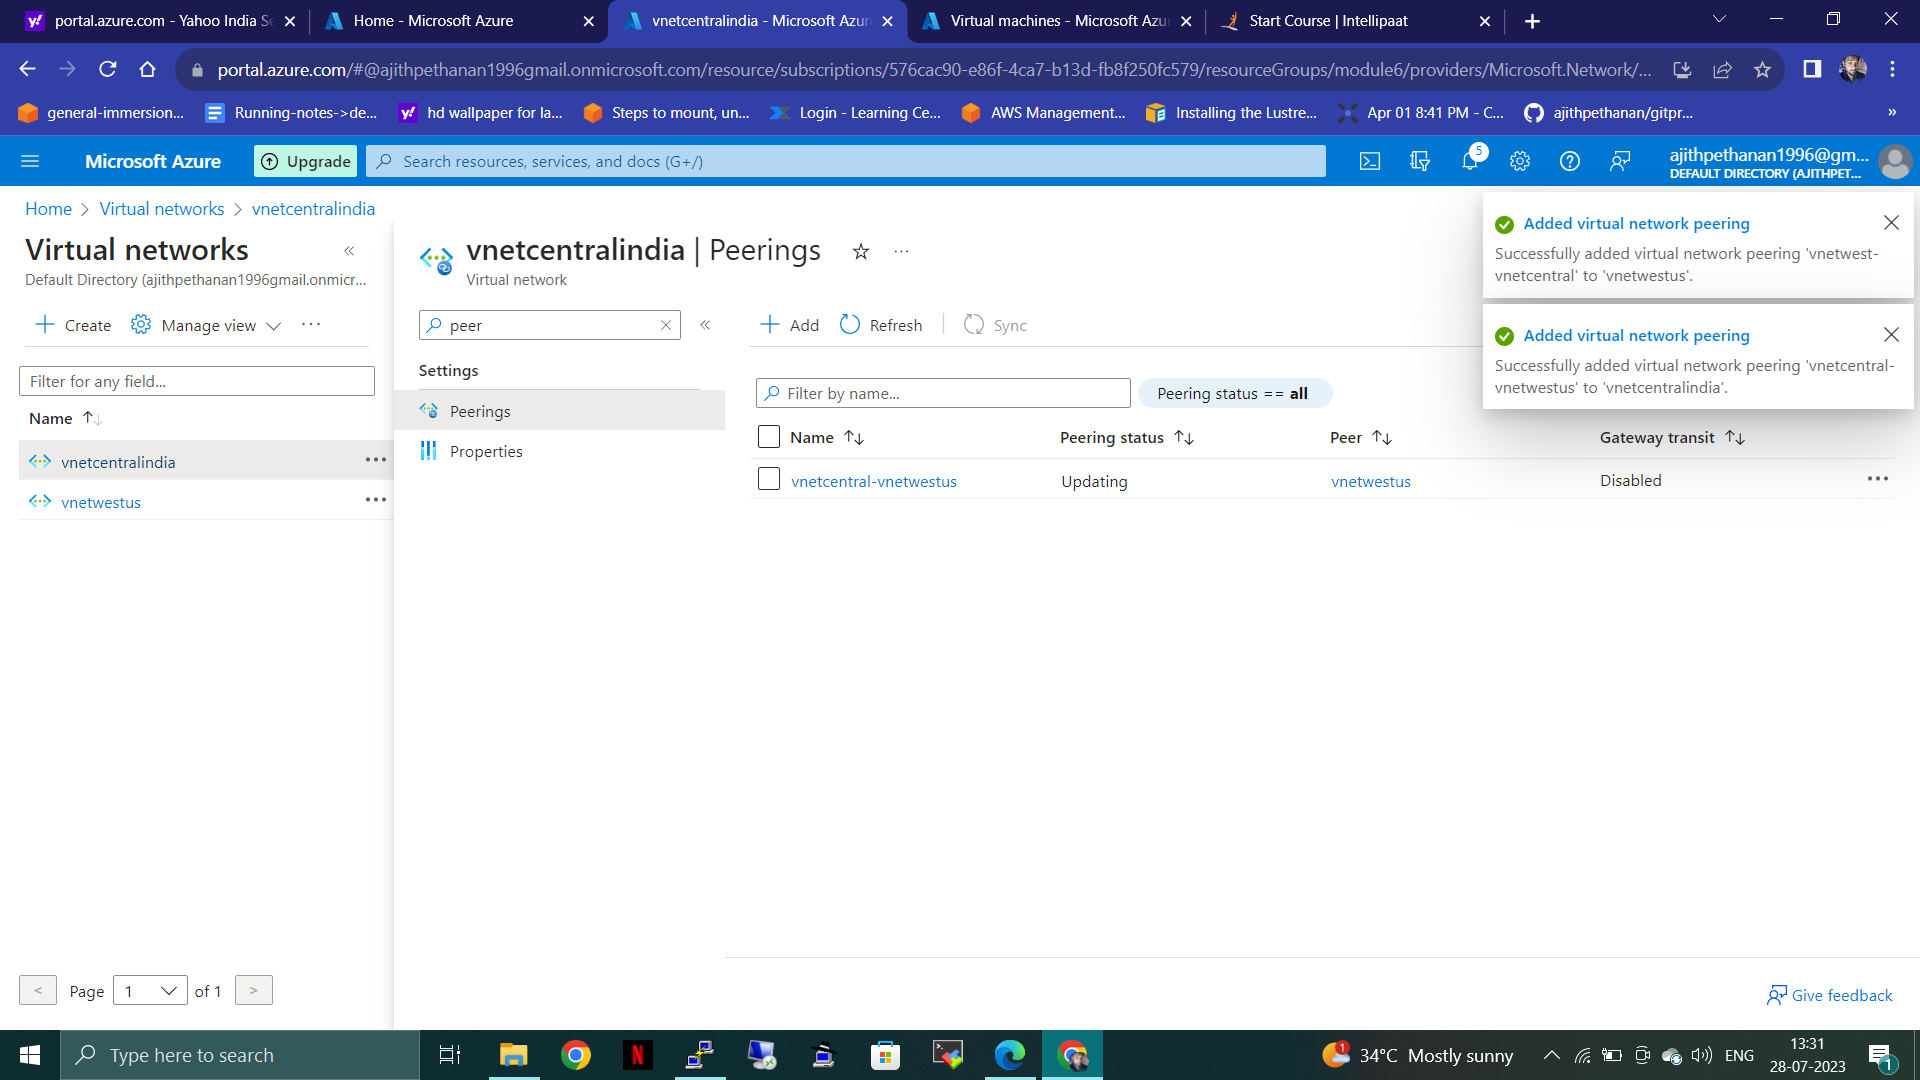 portal.azure.com - Yahoo India Se
Home - Microsoft Azure
vnetcentralindia - Microsoft Azur
Virtual machines - Microsoft Azur
Start Course | Intellipaat
portal.azure.com/#@ajithpethanan1996gmail.onmicrosoft.com/resource/subscriptions/576cac90-e86f-4ca7-b13d-fb8f250fc579/resourceGroups/module6/providers/Microsoft.Network/...
general-immersion...
Running-notes->de...
hd wallpaper for la...
Steps to mount, un...
Login - Learning Ce...
AWS Management...
Installing the Lustre...
Apr 01 8:41 PM - C...
ajithpethanan/gitpr...
»
Microsoft Azure
Upgrade
Search resources, services, and docs (G+/)
5
ajithpethanan1996@gm...
DEFAULT DIRECTORY (AJITHPET...
Home > Virtual networks > vnetcentralindia
Virtual networks
Default Directory (ajithpethanan1996gmail.onmicr...
Create
Manage view
Filter for any field...
Name
vnetcentralindia
vnetwestus
< Page 1 of 1 >
vnetcentralindia | Peerings
Virtual network
peer
Settings
Peerings
Properties
Add
Refresh
Sync
Filter by name...
Peering status == all
Name Peering status Peer Gateway transit
vnetcentral-vnetwestus Updating vnetwestus Disabled
Added virtual network peering
Successfully added virtual network peering 'vnetwest-
vnetcentral' to 'vnetwestus'.
Added virtual network peering
Successfully added virtual network peering 'vnetcentral-
vnetwestus' to 'vnetcentralindia'.
Give feedback
Type here to search
N
1
34°C Mostly sunny
ENG
13:31
28-07-2023
1